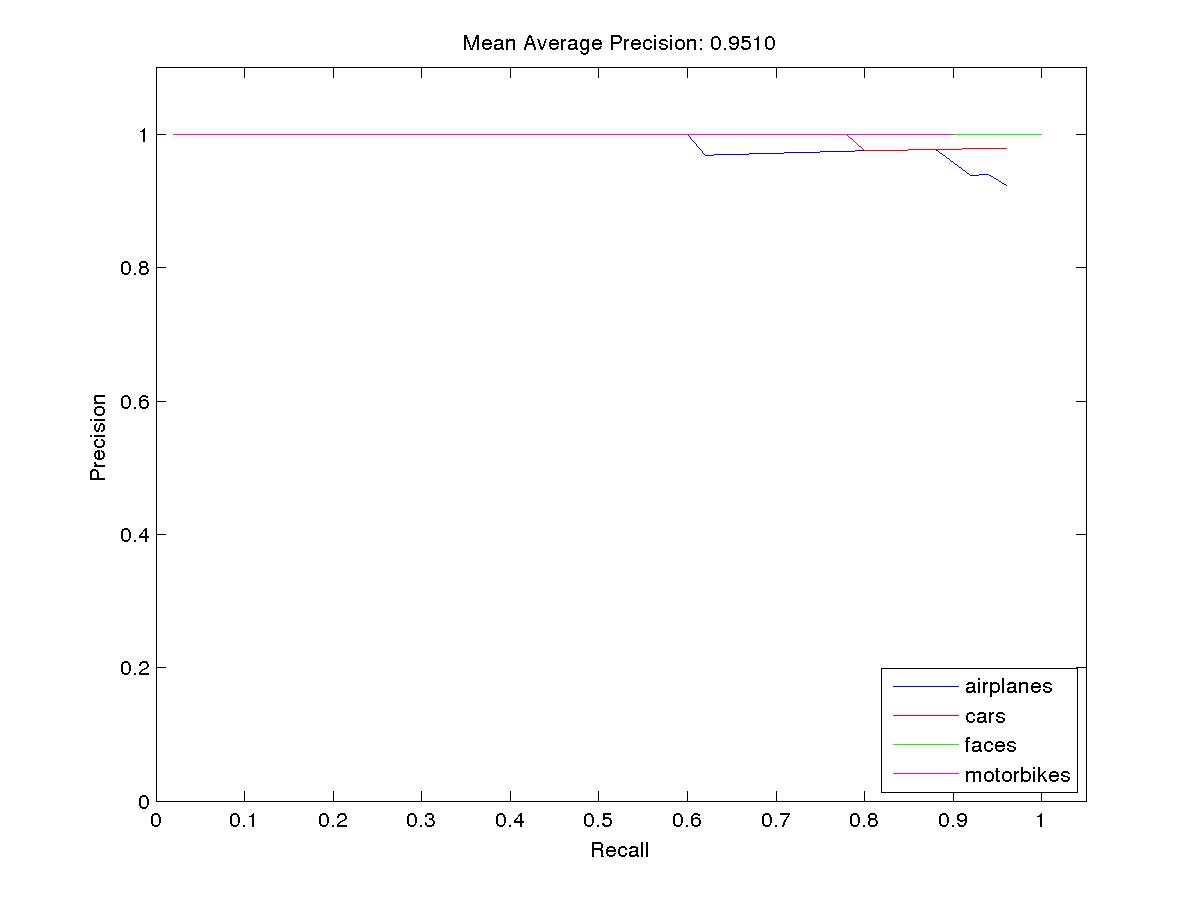 Mean Average Precision: 0.9510
1
0.8
0.6
0.4
0.2
0
Precision
airplanes
cars
faces
motorbikes
0 0.1 0.2 0.3 0.4 0.5 0.6 0.7 0.8 0.9 1
Recall